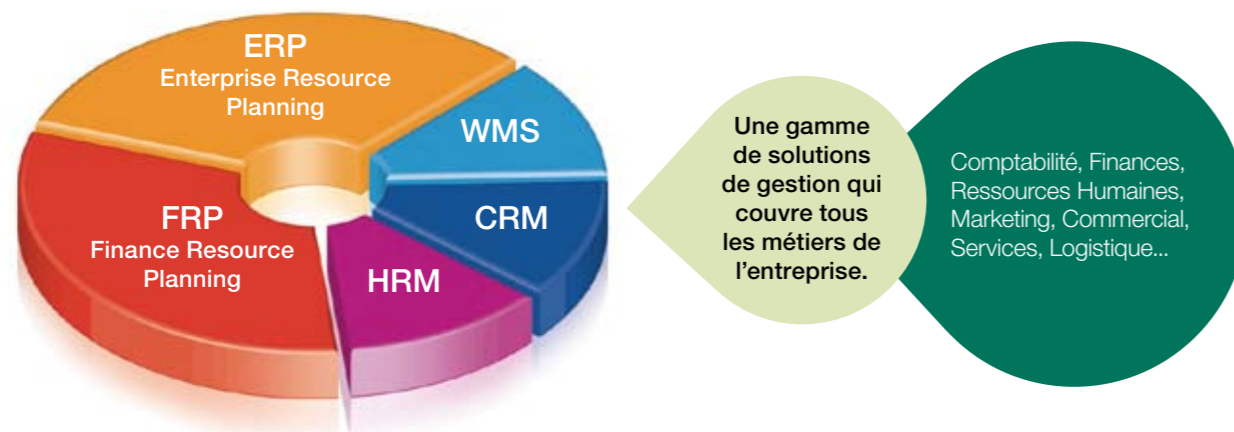 ERP
Enterprise Resource
Planning
WMS
CRM
HRM
FRP
Finance Resource
Planning
Une gamme
de solutions
de gestion qui
couvre tous
les métiers de
l’entreprise.
Comptabilité, Finances,
Ressources Humaines,
Marketing, Commercial,
Services, Logistique...